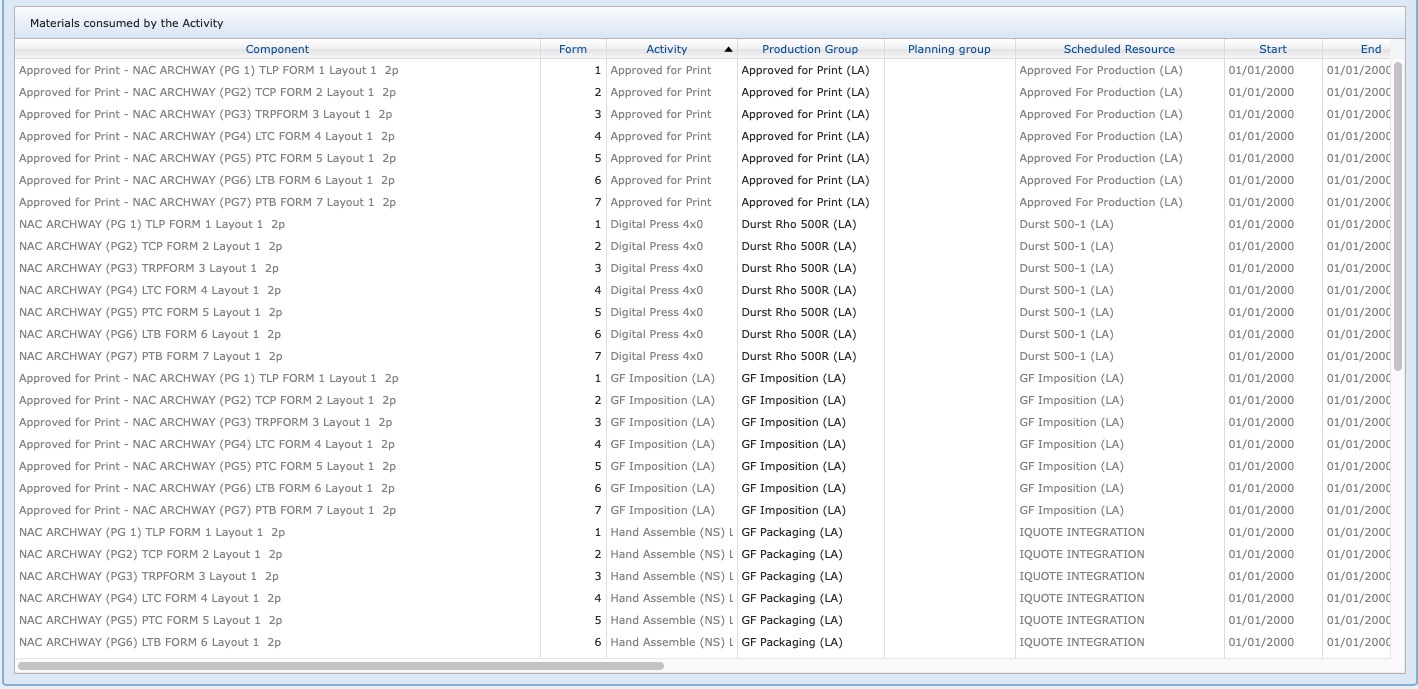 Materials consumed by the Activity
Component Form Activity Production Group Planning group Scheduled Resource Start End
Approved for Print - NAC ARCHWAY (PG 1) TLP FORM 1 Layout 1 2p 1 Approved for Print Approved for Print (LA) Approved For Production (LA) 01/01/2000 01/01/2000
Approved for Print - NAC ARCHWAY (PG2) TCP FORM 2 Layout 1 2p 2 Approved for Print Approved for Print (LA) Approved For Production (LA) 01/01/2000 01/01/2000
Approved for Print - NAC ARCHWAY (PG3) TRPFORM 3 Layout 1 2p 3 Approved for Print Approved for Print (LA) Approved For Production (LA) 01/01/2000 01/01/2000
Approved for Print - NAC ARCHWAY (PG4) LTC FORM 4 Layout 1 2p 4 Approved for Print Approved for Print (LA) Approved For Production (LA) 01/01/2000 01/01/2000
Approved for Print - NAC ARCHWAY (PG5) PTC FORM 5 Layout 1 2p 5 Approved for Print Approved for Print (LA) Approved For Production (LA) 01/01/2000 01/01/2000
Approved for Print - NAC ARCHWAY (PG6) LTB FORM 6 Layout 1 2p 6 Approved for Print Approved for Print (LA) Approved For Production (LA) 01/01/2000 01/01/2000
Approved for Print - NAC ARCHWAY (PG7) PTB FORM 7 Layout 1 2p 7 Approved for Print Approved for Print (LA) Approved For Production (LA) 01/01/2000 01/01/2000
NAC ARCHWAY (PG 1) TLP FORM 1 Layout 1 2p 1 Digital Press 4x0 Durst Rho 500R (LA) Durst 500-1 (LA) 01/01/2000 01/01/2000
NAC ARCHWAY (PG2) TCP FORM 2 Layout 1 2p 2 Digital Press 4x0 Durst Rho 500R (LA) Durst 500-1 (LA) 01/01/2000 01/01/2000
NAC ARCHWAY (PG3) TRPFORM 3 Layout 1 2p 3 Digital Press 4x0 Durst Rho 500R (LA) Durst 500-1 (LA) 01/01/2000 01/01/2000
NAC ARCHWAY (PG4) LTC FORM 4 Layout 1 2p 4 Digital Press 4x0 Durst Rho 500R (LA) Durst 500-1 (LA) 01/01/2000 01/01/2000
NAC ARCHWAY (PG5) PTC FORM 5 Layout 1 2p 5 Digital Press 4x0 Durst Rho 500R (LA) Durst 500-1 (LA) 01/01/2000 01/01/2000
NAC ARCHWAY (PG6) LTB FORM 6 Layout 1 2p 6 Digital Press 4x0 Durst Rho 500R (LA) Durst 500-1 (LA) 01/01/2000 01/01/2000
NAC ARCHWAY (PG7) PTB FORM 7 Layout 1 2p 7 Digital Press 4x0 Durst Rho 500R (LA) Durst 500-1 (LA) 01/01/2000 01/01/2000
Approved for Print - NAC ARCHWAY (PG 1) TLP FORM 1 Layout 1 2p 1 GF Imposition (LA) GF Imposition (LA) GF Imposition (LA) 01/01/2000 01/01/2000
Approved for Print - NAC ARCHWAY (PG2) TCP FORM 2 Layout 1 2p 2 GF Imposition (LA) GF Imposition (LA) GF Imposition (LA) 01/01/2000 01/01/2000
Approved for Print - NAC ARCHWAY (PG3) TRPFORM 3 Layout 1 2p 3 GF Imposition (LA) GF Imposition (LA) GF Imposition (LA) 01/01/2000 01/01/2000
Approved for Print - NAC ARCHWAY (PG4) LTC FORM 4 Layout 1 2p 4 GF Imposition (LA) GF Imposition (LA) GF Imposition (LA) 01/01/2000 01/01/2000
Approved for Print - NAC ARCHWAY (PG5) PTC FORM 5 Layout 1 2p 5 GF Imposition (LA) GF Imposition (LA) GF Imposition (LA) 01/01/2000 01/01/2000
Approved for Print - NAC ARCHWAY (PG6) LTB FORM 6 Layout 1 2p 6 GF Imposition (LA) GF Imposition (LA) GF Imposition (LA) 01/01/2000 01/01/2000
Approved for Print - NAC ARCHWAY (PG7) PTB FORM 7 Layout 1 2p 7 GF Imposition (LA) GF Imposition (LA) GF Imposition (LA) 01/01/2000 01/01/2000
NAC ARCHWAY (PG 1) TLP FORM 1 Layout 1 2p 1 Hand Assemble (NS) L GF Packaging (LA) IQUOTE INTEGRATION 01/01/2000 01/01/2000
NAC ARCHWAY (PG2) TCP FORM 2 Layout 1 2p 2 Hand Assemble (NS) L GF Packaging (LA) IQUOTE INTEGRATION 01/01/2000 01/01/2000
NAC ARCHWAY (PG3) TRPFORM 3 Layout 1 2p 3 Hand Assemble (NS) L GF Packaging (LA) IQUOTE INTEGRATION 01/01/2000 01/01/2000
NAC ARCHWAY (PG4) LTC FORM 4 Layout 1 2p 4 Hand Assemble (NS) L GF Packaging (LA) IQUOTE INTEGRATION 01/01/2000 01/01/2000
NAC ARCHWAY (PG5) PTC FORM 5 Layout 1 2p 5 Hand Assemble (NS) L GF Packaging (LA) IQUOTE INTEGRATION 01/01/2000 01/01/2000
NAC ARCHWAY (PG6) LTB FORM 6 Layout 1 2p 6 Hand Assemble (NS) L GF Packaging (LA) IQUOTE INTEGRATION 01/01/2000 01/01/2000